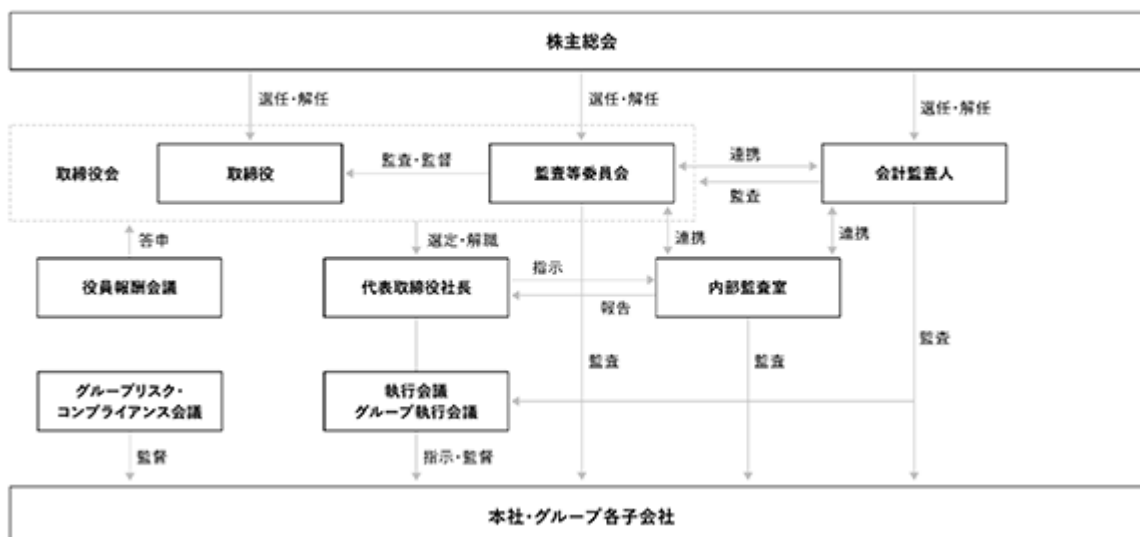 株主総会
選任・解任
選任・解任
選任・解任
取締役会
取締役
監査・監督
監査等委員会
連携
監査
会計監査人
答申
選定・解職
連携
連携
役員報酬会議
代表取締役社長
指示
報告
内部監査室
監査
監査
監査
グループリスク・
コンプライアンス会議
執行会議
グループ執行会議
監督
指示・監督
本社・グループ各子会社